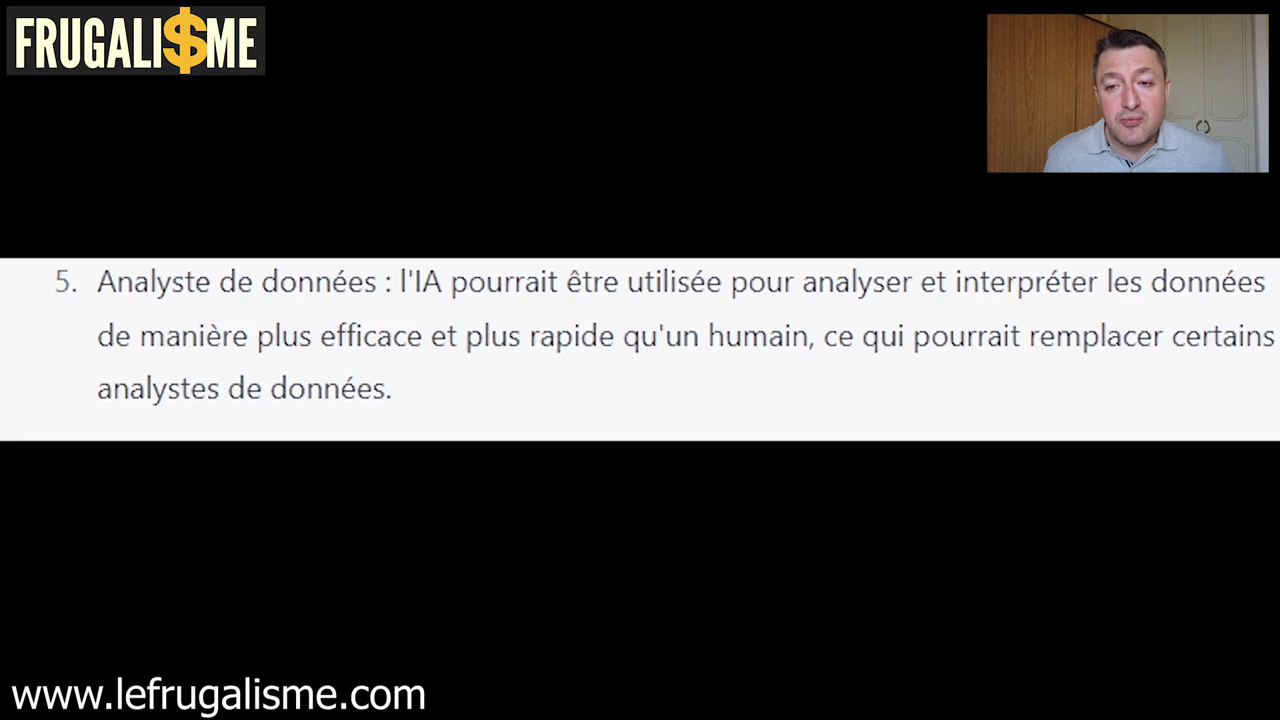 FRUGALI$ME
5. Analyste de données : l'IA pourrait être utilisée pour analyser et interpréter les données
de manière plus efficace et plus rapide qu'un humain, ce qui pourrait remplacer certains
analystes de données.
www.lefrugalisme.com